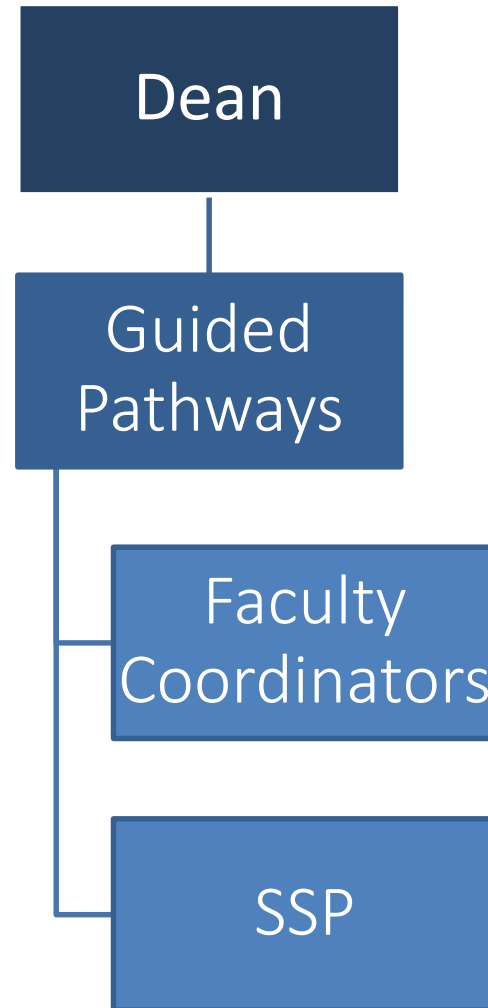 Dean
Guided
Pathways
Faculty
Coordinators
SSP